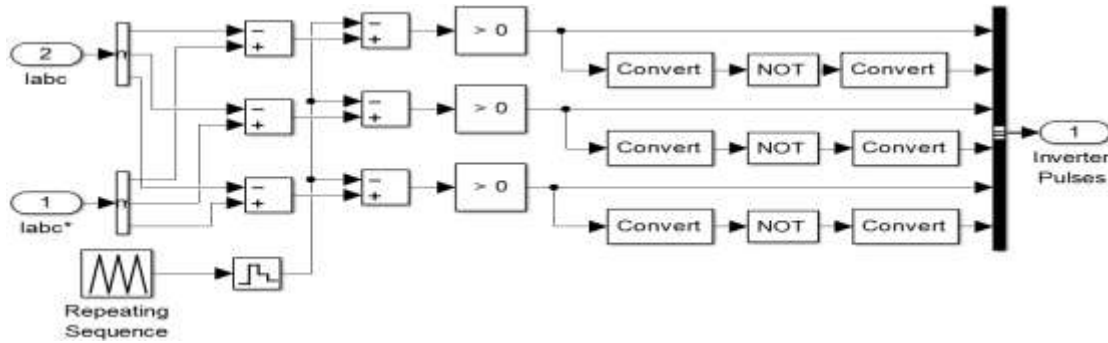 2
Iabc
1
Iabc*
Repeating
Sequence
− +
− +
> 0
Convert NOT Convert
− +
− +
> 0
Convert NOT Convert
− +
− +
> 0
Convert NOT Convert
1
Inverter
Pulses